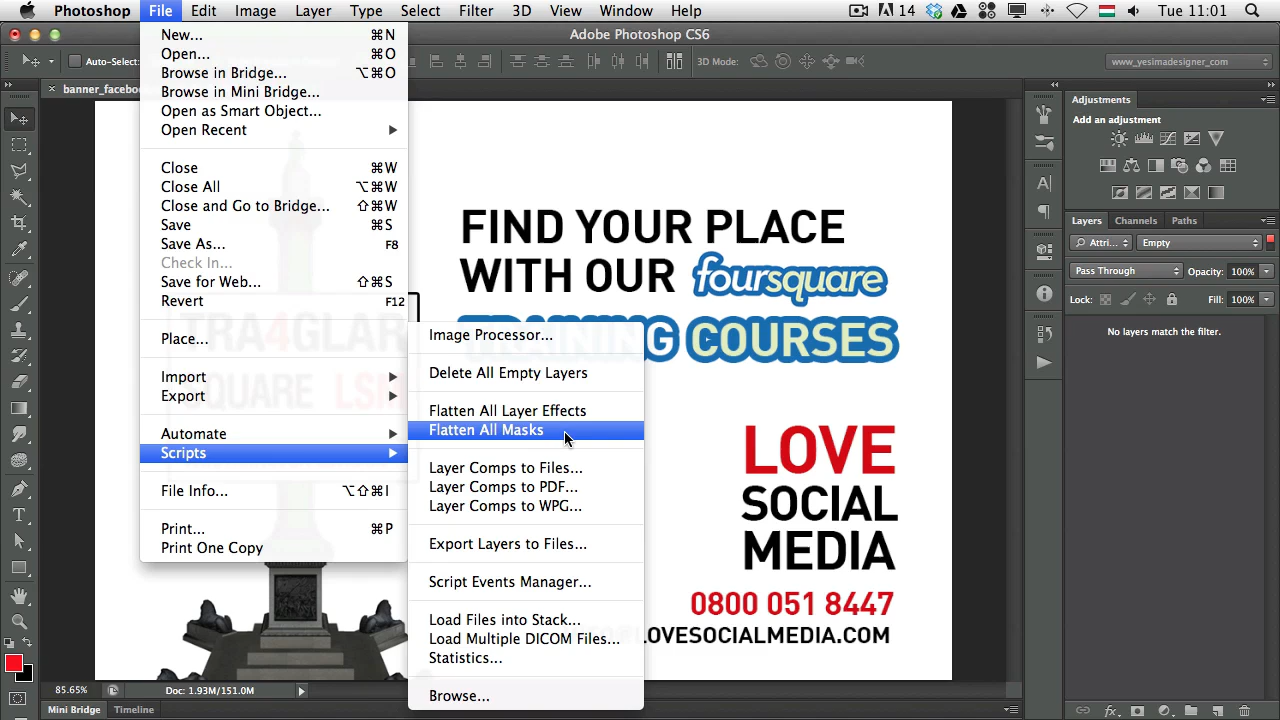 Photoshop File Edit Image Layer Type Select Filter 3D View Window Help 14 Tue 11:01
Adobe Photoshop CS6
Auto-Select: 3D Mode: www_yesimadesigner_com
banner_facebo
New... ⌘N
Open... ⌘O
Browse in Bridge... ⌥⌘O
Browse in Mini Bridge...
Open as Smart Object...
Open Recent
Close ⌘W
Close All ⌥⌘W
Close and Go to Bridge... ⇧⌘W
Save ⌘S
Save As... F8
Check In...
Save for Web... ⇧⌘S
Revert F12
Place...
Import
Export
Automate
Scripts
File Info... ⌥⇧⌘I
Print... ⌘P
Print One Copy
Image Processor...
Delete All Empty Layers
Flatten All Layer Effects
Flatten All Masks
Layer Comps to Files...
Layer Comps to PDF...
Layer Comps to WPG...
Export Layers to Files...
Script Events Manager...
Load Files into Stack...
Load Multiple DICOM Files...
Statistics...
Browse...
FIND YOUR PLACE
WITH OUR foursquare
TRAINING COURSES
TRA4GLAR
SQUARE LSM
LOVE
SOCIAL
MEDIA
0800 051 8447
LOVESOCIALMEDIA.COM
Adjustments
Add an adjustment
Layers Channels Paths
Attri... Empty
Pass Through Opacity: 100%
Lock: Fill: 100%
No layers match the filter.
85.65% Doc: 1.93M/151.0M
Mini Bridge Timeline